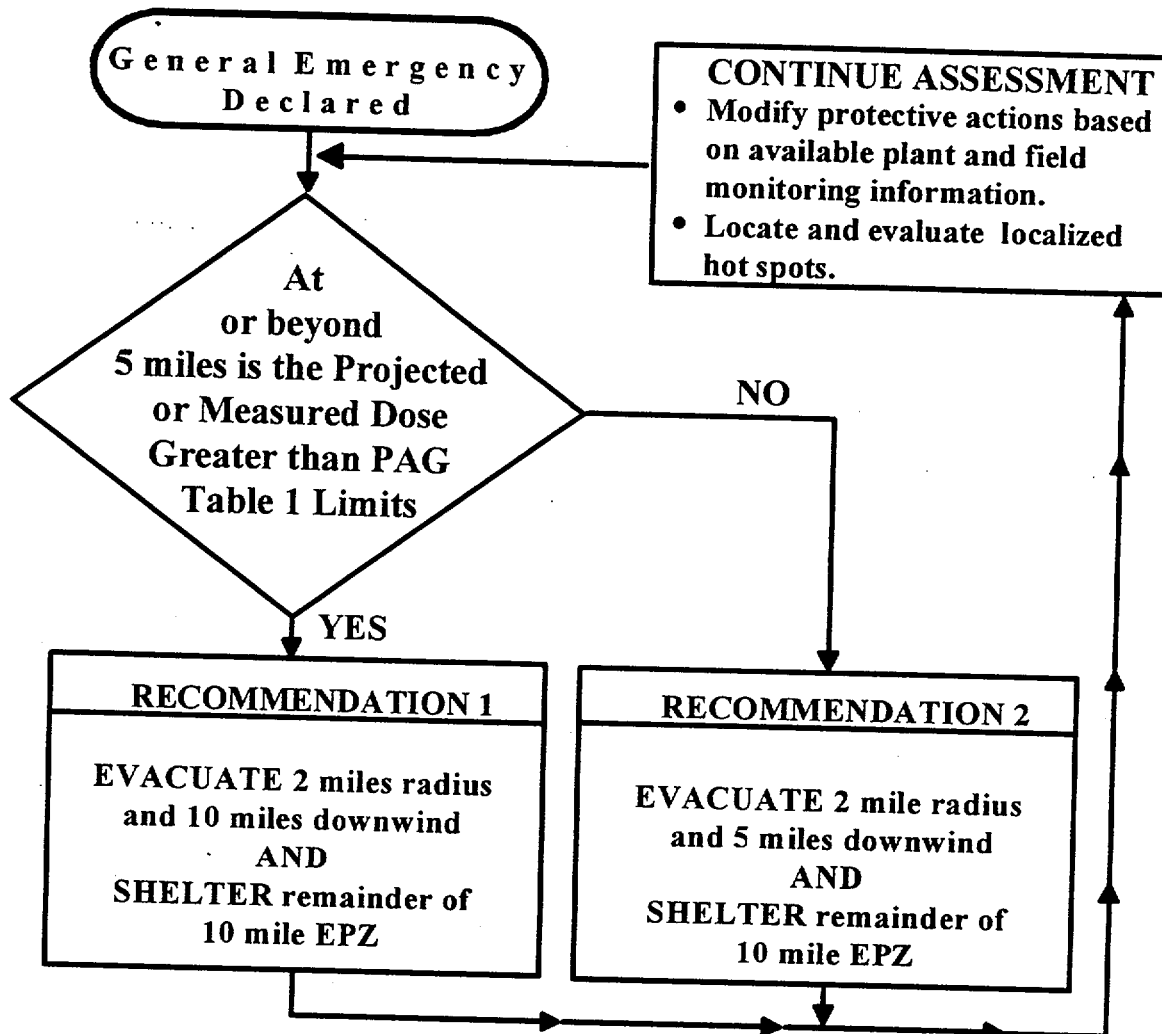 General Emergency
Declared
CONTINUE ASSESSMENT
• Modify protective actions based
on available plant and field
monitoring information.
• Locate and evaluate localized
hot spots.
At
or beyond
5 miles is the Projected
or Measured Dose
Greater than PAG
Table 1 Limits
NO
YES
RECOMMENDATION 1
EVACUATE 2 miles radius
and 10 miles downwind
AND
SHELTER remainder of
10 mile EPZ
RECOMMENDATION 2
EVACUATE 2 mile radius
and 5 miles downwind
AND
SHELTER remainder of
10 mile EPZ